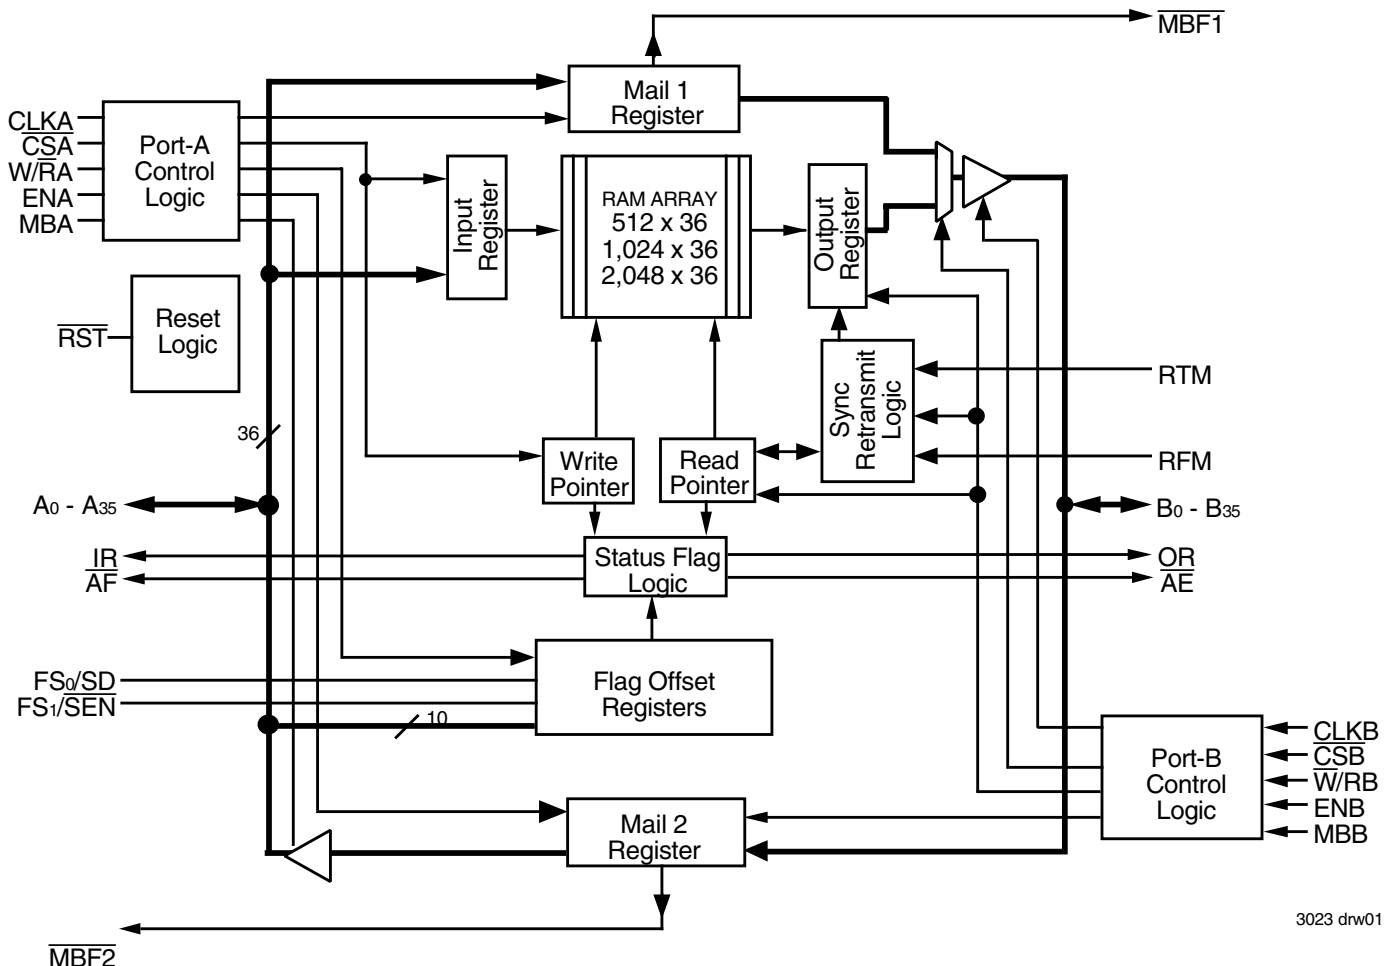 MBF1
Mail 1
Register
CLKA
CSA
W/RA
ENA
MBA
Port-A
Control
Logic
Input
Register
RAM ARRAY
512 x 36
1,024 x 36
2,048 x 36
Output
Register
RST
Reset
Logic
Sync
Retransmit
Logic
RTM
RFM
36
Write
Pointer
Read
Pointer
A0 - A35
B0 - B35
IR
AF
Status Flag
Logic
OR
AE
FS0/SD
FS1/SEN
Flag Offset
Registers
10
Port-B
Control
Logic
CLKB
CSB
W/RB
ENB
MBB
Mail 2
Register
MBF2
3023 drw01